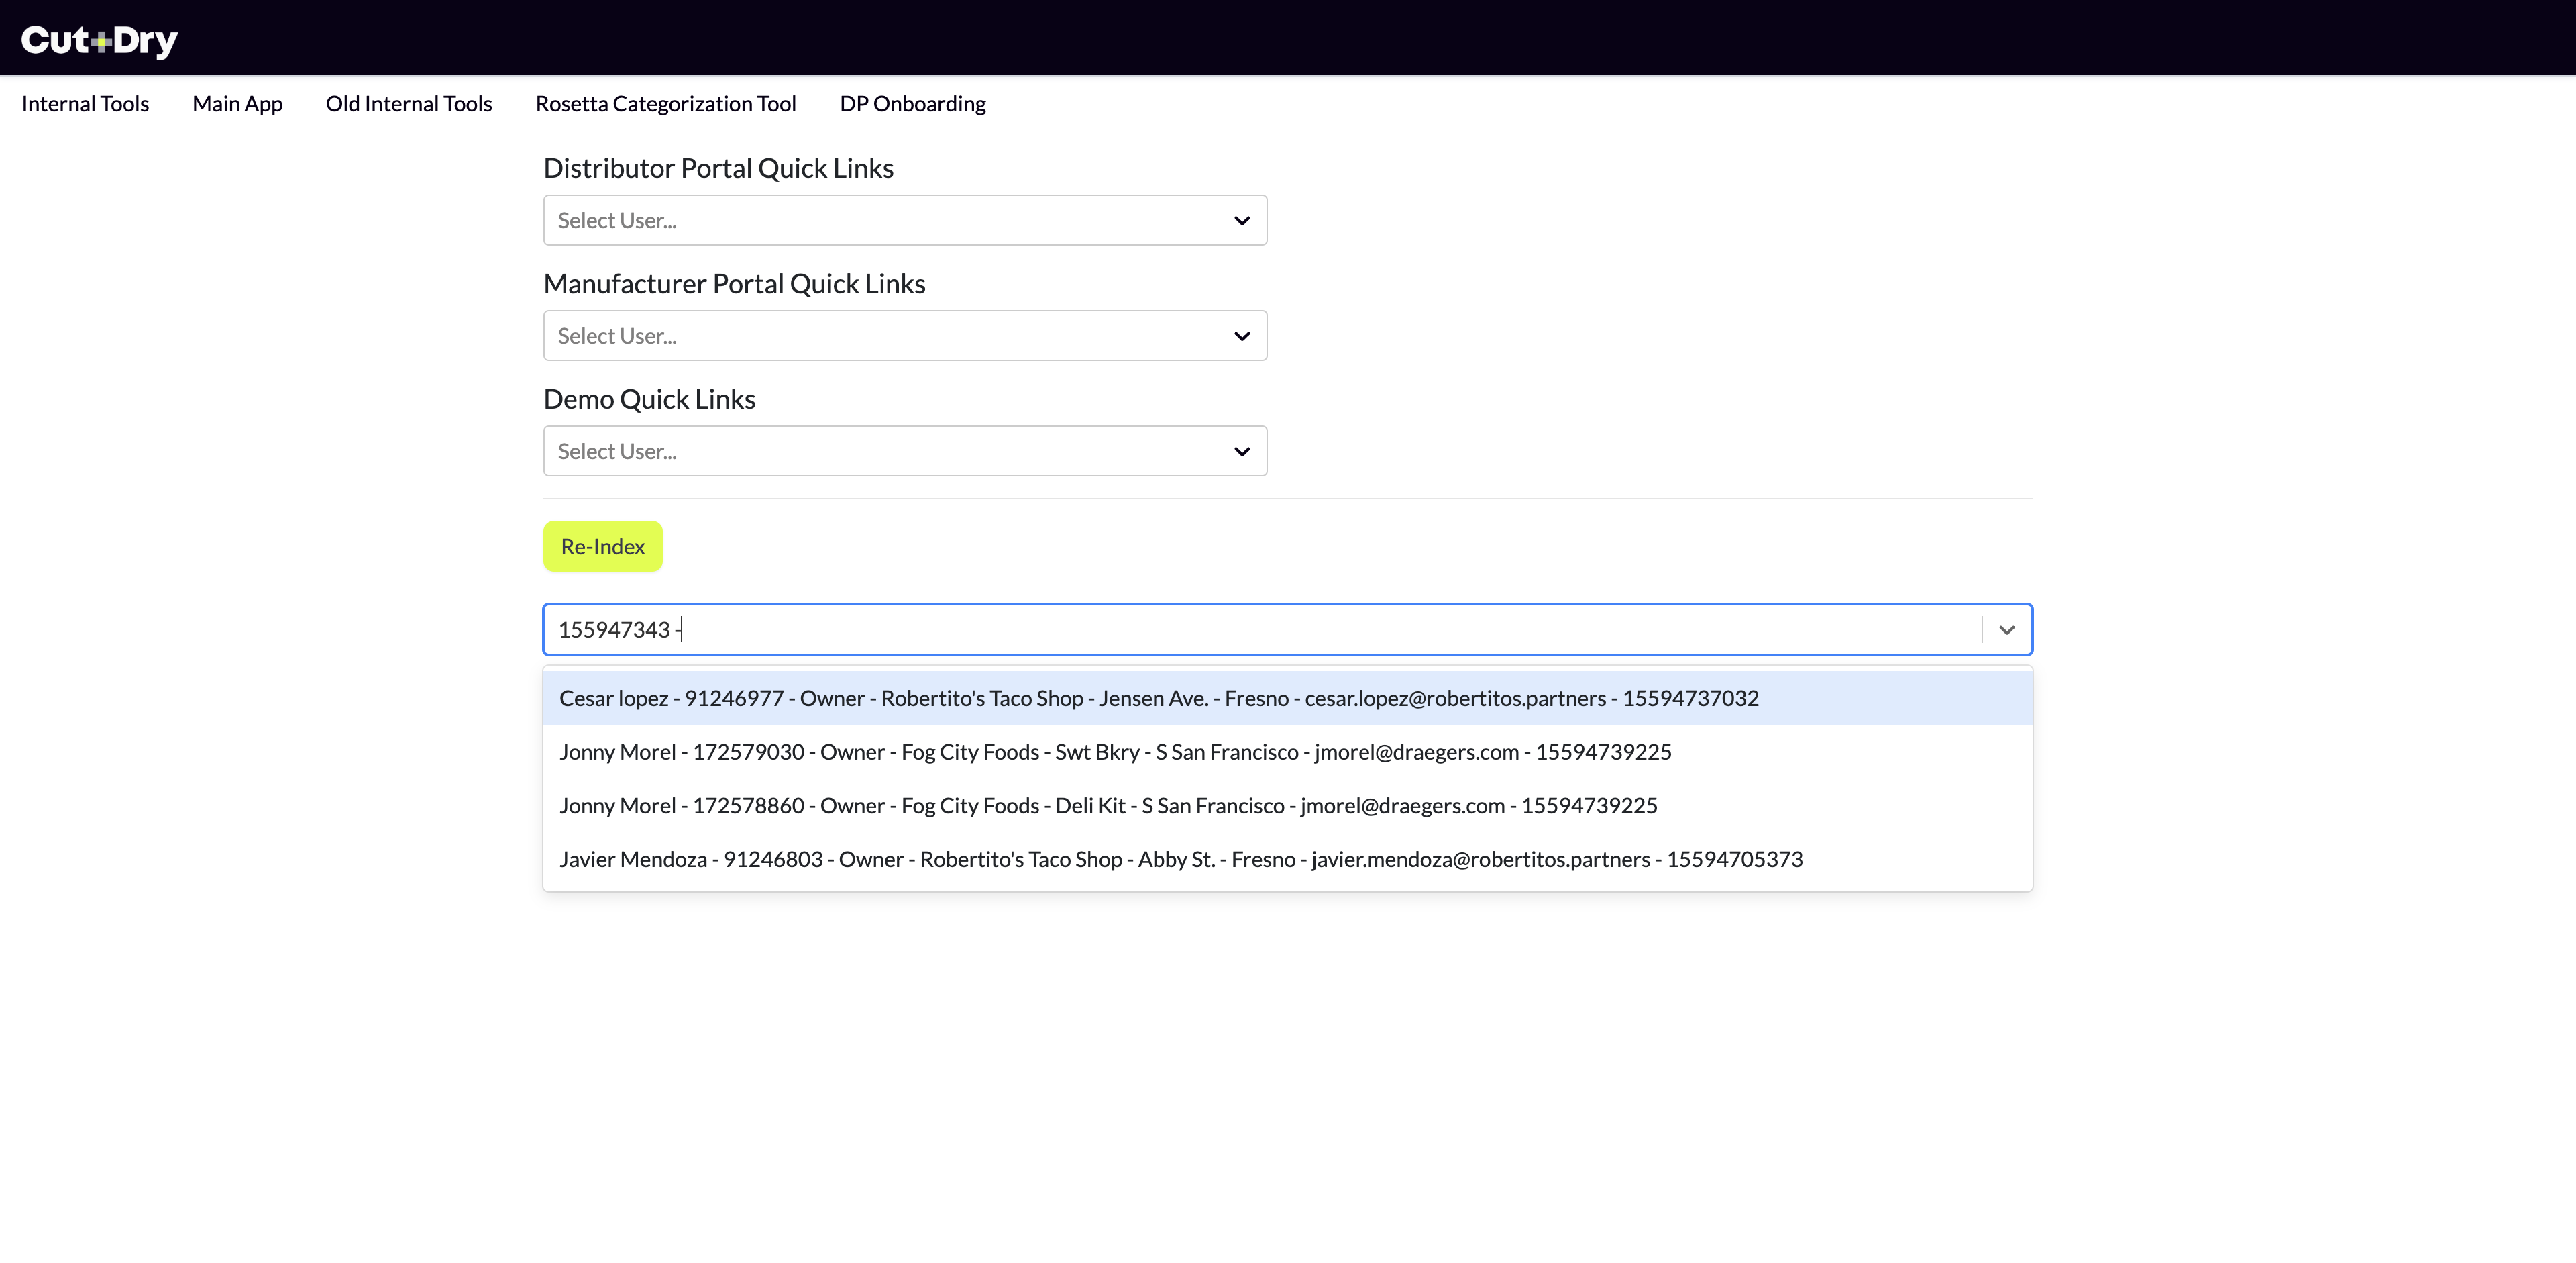 Cut+Dry
Internal Tools Main App Old Internal Tools Rosetta Categorization Tool DP Onboarding
Distributor Portal Quick Links
Select User...
Manufacturer Portal Quick Links
Select User...
Demo Quick Links
Select User...
Re-Index
155947343 -
Cesar lopez - 91246977 - Owner - Robertito's Taco Shop - Jensen Ave. - Fresno - cesar.lopez@robertitos.partners - 15594737032
Jonny Morel - 172579030 - Owner - Fog City Foods - Swt Bkry - S San Francisco - jmorel@draegers.com - 15594739225
Jonny Morel - 172578860 - Owner - Fog City Foods - Deli Kit - S San Francisco - jmorel@draegers.com - 15594739225
Javier Mendoza - 91246803 - Owner - Robertito's Taco Shop - Abby St. - Fresno - javier.mendoza@robertitos.partners - 15594705373